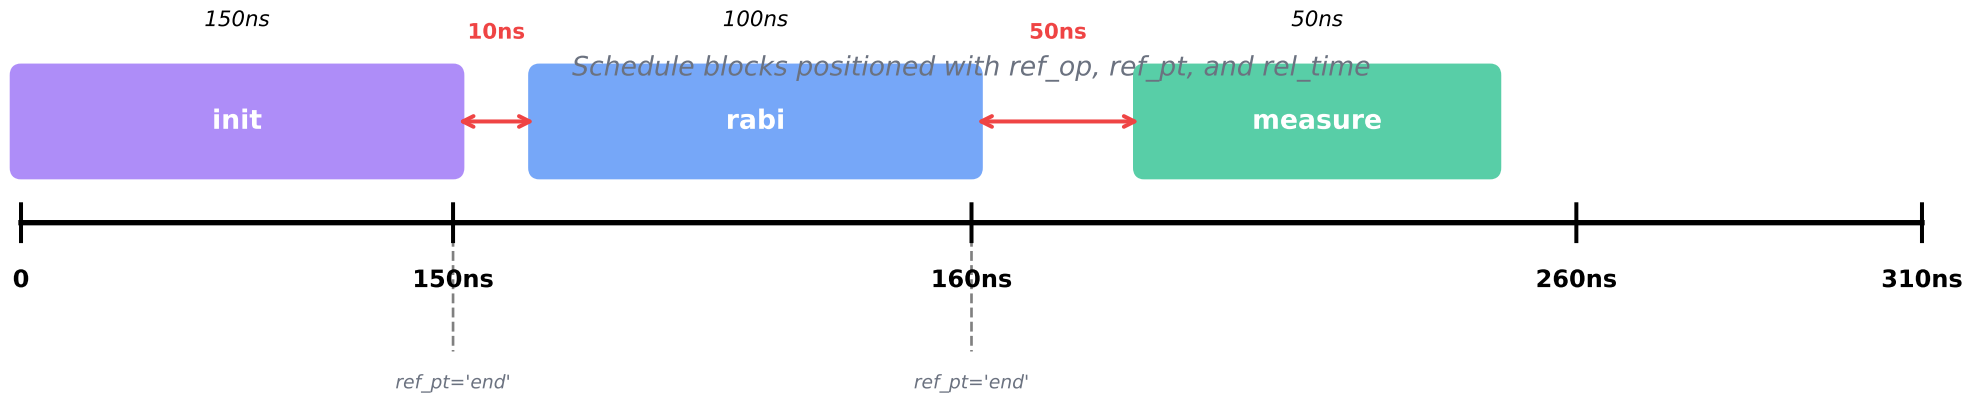 150ns
100ns
50ns
10ns
50ns
Schedule blocks positioned with ref_op, ref_pt, and rel_time
init
rabi
measure
0
150ns
160ns
260ns
310ns
ref_pt='end'
ref_pt='end'